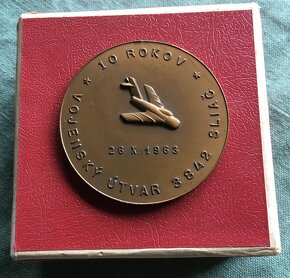 * 10 ROKOV *
26 X 1963
VOJENSKÝ ÚTVAR 8842 SLIAČ